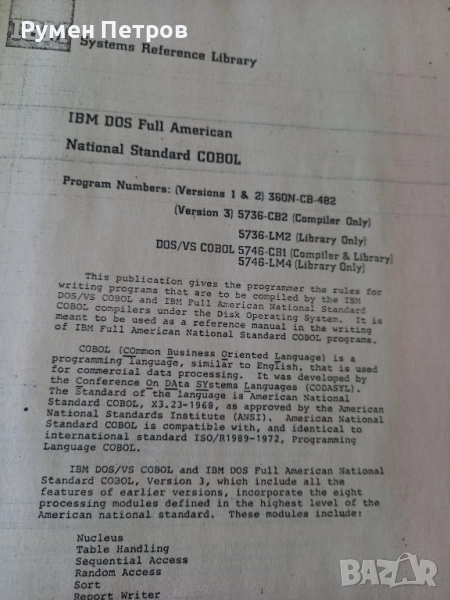 Румен Петров
IBM
Systems Reference Library
IBM DOS Full American
National Standard COBOL
Program Numbers: (Versions 1 & 2) 360N-CB-482
(Version 3) 5736-CB2 (Compiler Only)
5736-LM2 (Library Only)
DOS/VS COBOL 5746-CB1 (Compiler & Library)
5746-LM4 (Library Only)
This publication gives the programmer the rules for
writing programs that are to be compiled by the IBM
DOS/VS COBOL and IBM Full American National Standard
COBOL compilers under the Disk Operating System. It is
meant to be used as a reference manual in the writing
of IBM Full American National Standard COBOL programs.
COBOL (COmmon Business Oriented Language) is a
programming language, similar to English, that is used
for commercial data processing. It was developed by
the Conference On DAta SYstems Languages (CODASYL).
The Standard of the language is American National
Standard COBOL, X3.23-1968, as approved by the American
National Standards Institute (ANSI). American National
Standard COBOL is compatible with, and identical to
international standard ISO/R1989-1972, Programming
Language COBOL.
IBM DOS/VS COBOL and IBM DOS Full American National
Standard COBOL, Version 3, which include all the
features of earlier versions, incorporate the eight
processing modules defined in the highest level of the
American national standard. These modules include:
Nucleus
Table Handling
Sequential Access
Random Access
Sort
Report Writer
BAZAR